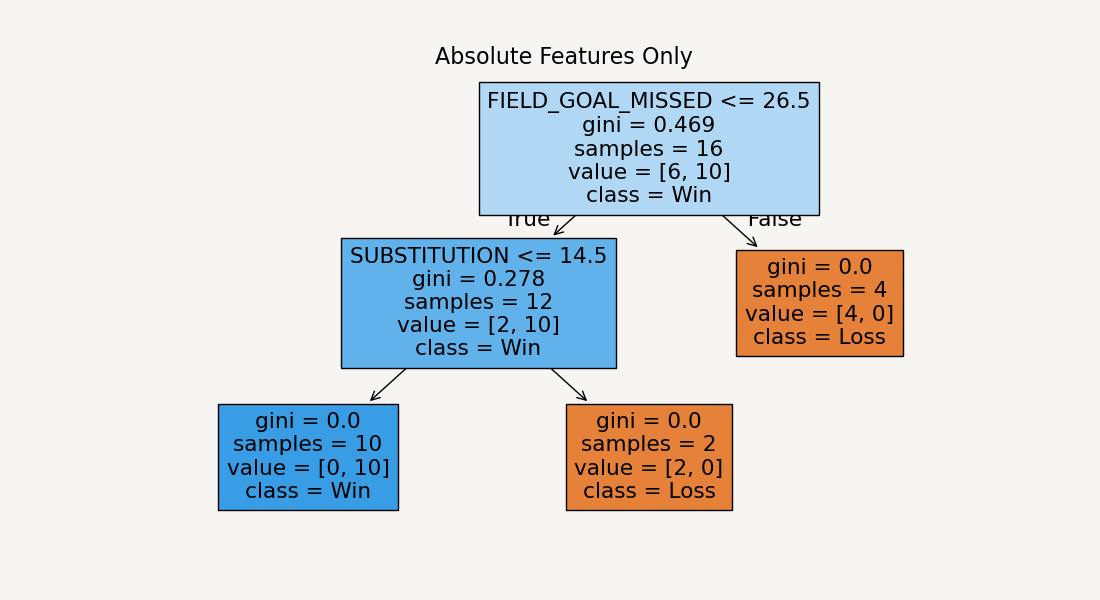 Absolute Features Only
FIELD_GOAL_MISSED <= 26.5
gini = 0.469
samples = 16
value = [6, 10]
class = Win
True
False
SUBSTITUTION <= 14.5
gini = 0.278
samples = 12
value = [2, 10]
class = Win
gini = 0.0
samples = 4
value = [4, 0]
class = Loss
gini = 0.0
samples = 10
value = [0, 10]
class = Win
gini = 0.0
samples = 2
value = [2, 0]
class = Loss